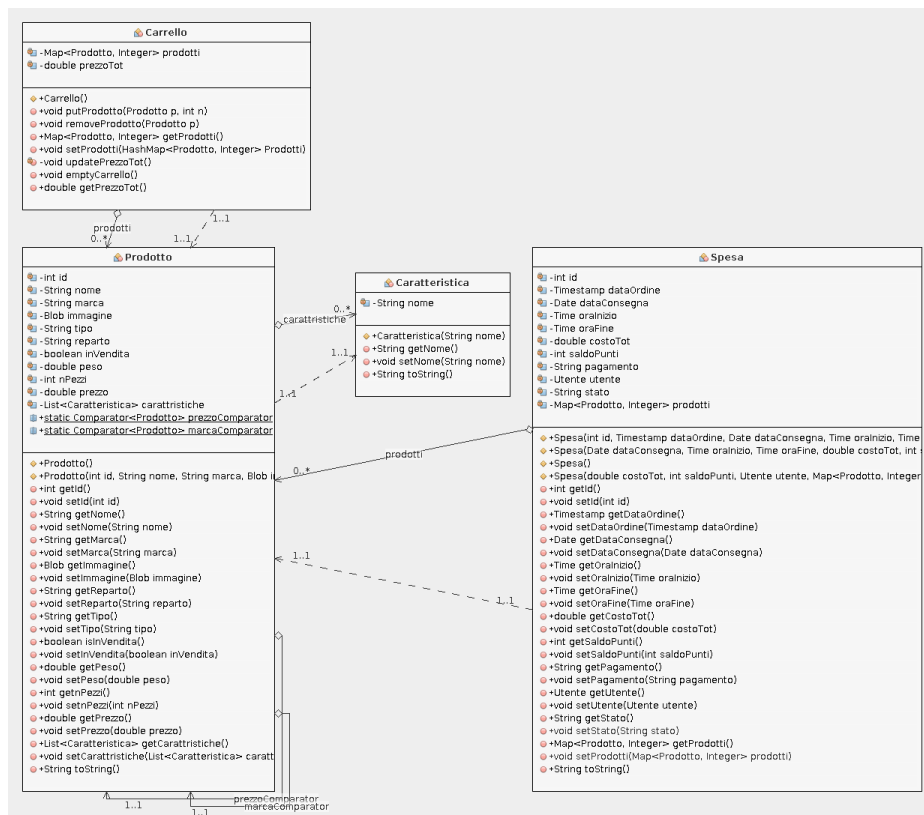 Carrello
-Map<Prodotto, Integer> prodotti
-double prezzoTot
+Carrello()
+void putProdotto(Prodotto p, int n)
+void removeProdotto(Prodotto p)
+Map<Prodotto, Integer> getProdotti()
+void setProdotti(HashMap<Prodotto, Integer> Prodotti)
-void updatePrezzoTot()
+void emptyCarrello()
+double getPrezzoTot()
prodotti
0..*
1..1
1..1
Prodotto
-int id
-String nome
-String marca
-Blob immagine
-String tipo
-String reparto
-boolean inVendita
-double peso
-int nPezzi
-double prezzo
-List<Caratteristica> carattristiche
+static Comparator<Prodotto> prezzoComparator
+static Comparator<Prodotto> marcaComparator
+Prodotto()
+Prodotto(int id, String nome, String marca, Blob i
+int getId()
+void setId(int id)
+String getNome()
+void setNome(String nome)
+String getMarca()
+void setMarca(String marca)
+Blob getImmagine()
+void setImmagine(Blob immagine)
+String getReparto()
+void setReparto(String reparto)
+String getTipo()
+void setTipo(String tipo)
+boolean isInVendita()
+void setInVendita(boolean inVendita)
+double getPeso()
+void setPeso(double peso)
+int getnPezzi()
+void setnPezzi(int nPezzi)
+double getPrezzo()
+void setPrezzo(double prezzo)
+List<Caratteristica> getCarattristiche()
+void setCarattristiche(List<Caratteristica> caratt
+String toString()
carattristiche
0..*
1..1
1..1
Caratteristica
-String nome
+Caratteristica(String nome)
+String getNome()
+void setNome(String nome)
+String toString()
prodotti
0..*
1..1
1..1
Spesa
-int id
-Timestamp dataOrdine
-Date dataConsegna
-Time oraInizo
-Time oraFine
-double costoTot
-int saldoPunti
-String pagamento
-Utente utente
-String stato
-Map<Prodotto, Integer> prodotti
+Spesa(int id, Timestamp dataOrdine, Date dataConsegna, Time oraInizo, Time
+Spesa(Date dataConsegna, Time oraInizo, Time oraFine, double costoTot, int
+Spesa()
+Spesa(double costoTot, int saldoPunti, Utente utente, Map<Prodotto, Integer
+int getId()
+void setId(int id)
+Timestamp getDataOrdine()
+void setDataOrdine(Timestamp dataOrdine)
+Date getDataConsegna()
+void setDataConsegna(Date dataConsegna)
+Time getOraInizo()
+void setOraInizo(Time oraInizo)
+Time getOraFine()
+void setOraFine(Time oraFine)
+double getCostoTot()
+void setCostoTot(double costoTot)
+int getSaldoPunti()
+void setSaldoPunti(int saldoPunti)
+String getPagamento()
+void setPagamento(String pagamento)
+Utente getUtente()
+void setUtente(Utente utente)
+String getStato()
+void setStato(String stato)
+Map<Prodotto, Integer> getProdotti()
+void setProdotti(Map<Prodotto, Integer> prodotti)
+String toString()
prezzoComparator
1..1
marcaComparator
1..1